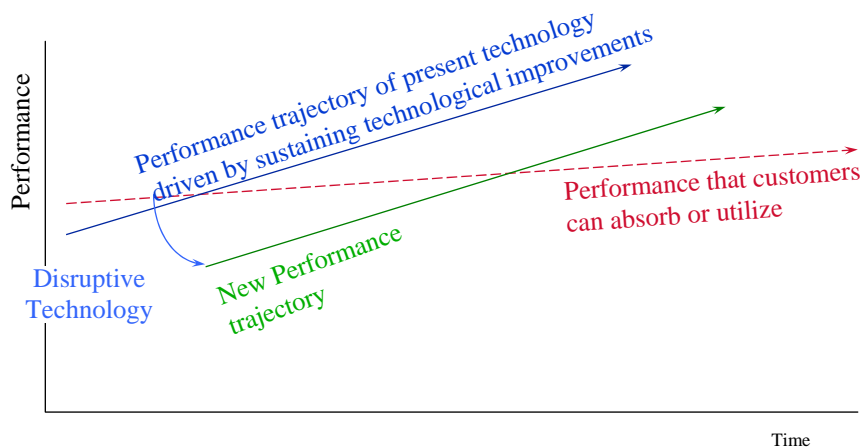 Performance trajectory of present technology
driven by sustaining technological improvements
Performance
Performance that customers
can absorb or utilize
Disruptive
Technology
New Performance
trajectory
Time